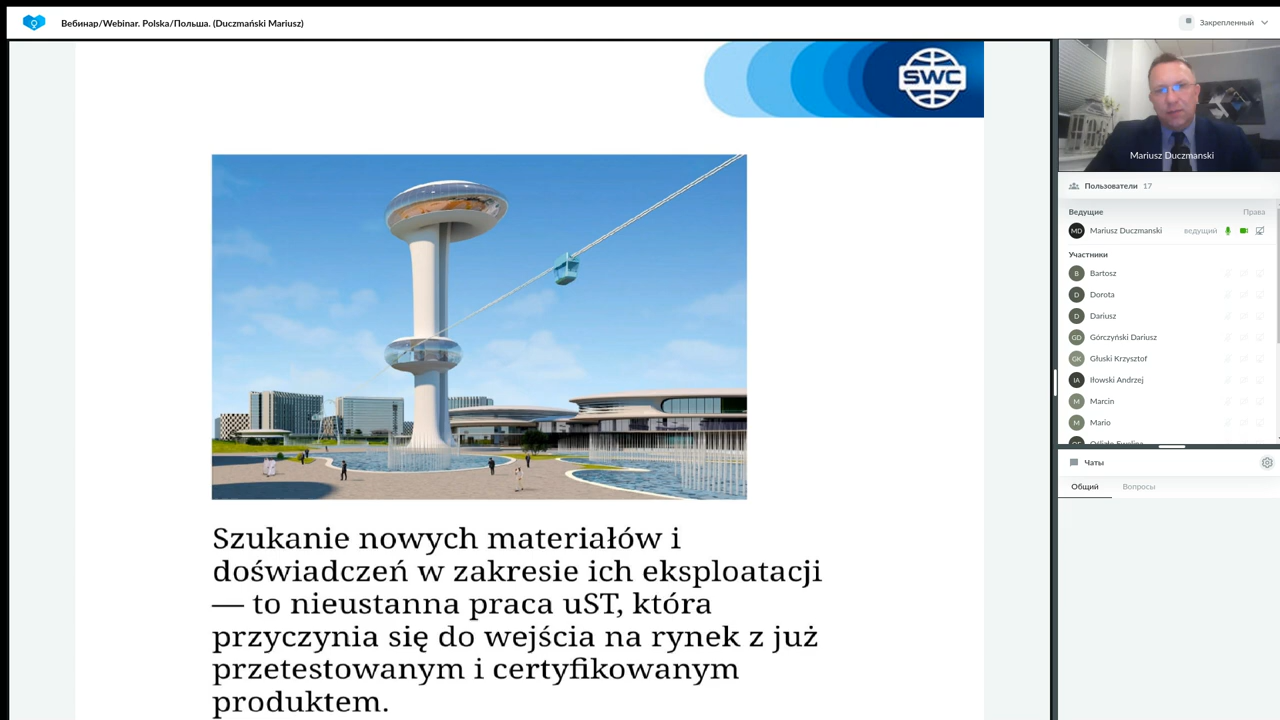 Вебинар/Webinar. Polska/Польша. (Duczmański Mariusz)
Закрепленный
SWC
Mariusz Duczmanski
Пользователи 17
Ведущие Права
MD Mariusz Duczmanski ведущий
Участники
B Bartosz
D Dorota
D Dariusz
GD Górczyński Dariusz
GK Głuski Krzysztof
IA Iłowski Andrzej
M Marcin
M Mario
Чаты
Общий Вопросы
Szukanie nowych materiałów i
doświadczeń w zakresie ich eksploatacji
— to nieustanna praca uST, która
przyczynia się do wejścia na rynek z już
przetestowanym i certyfikowanym
produktem.